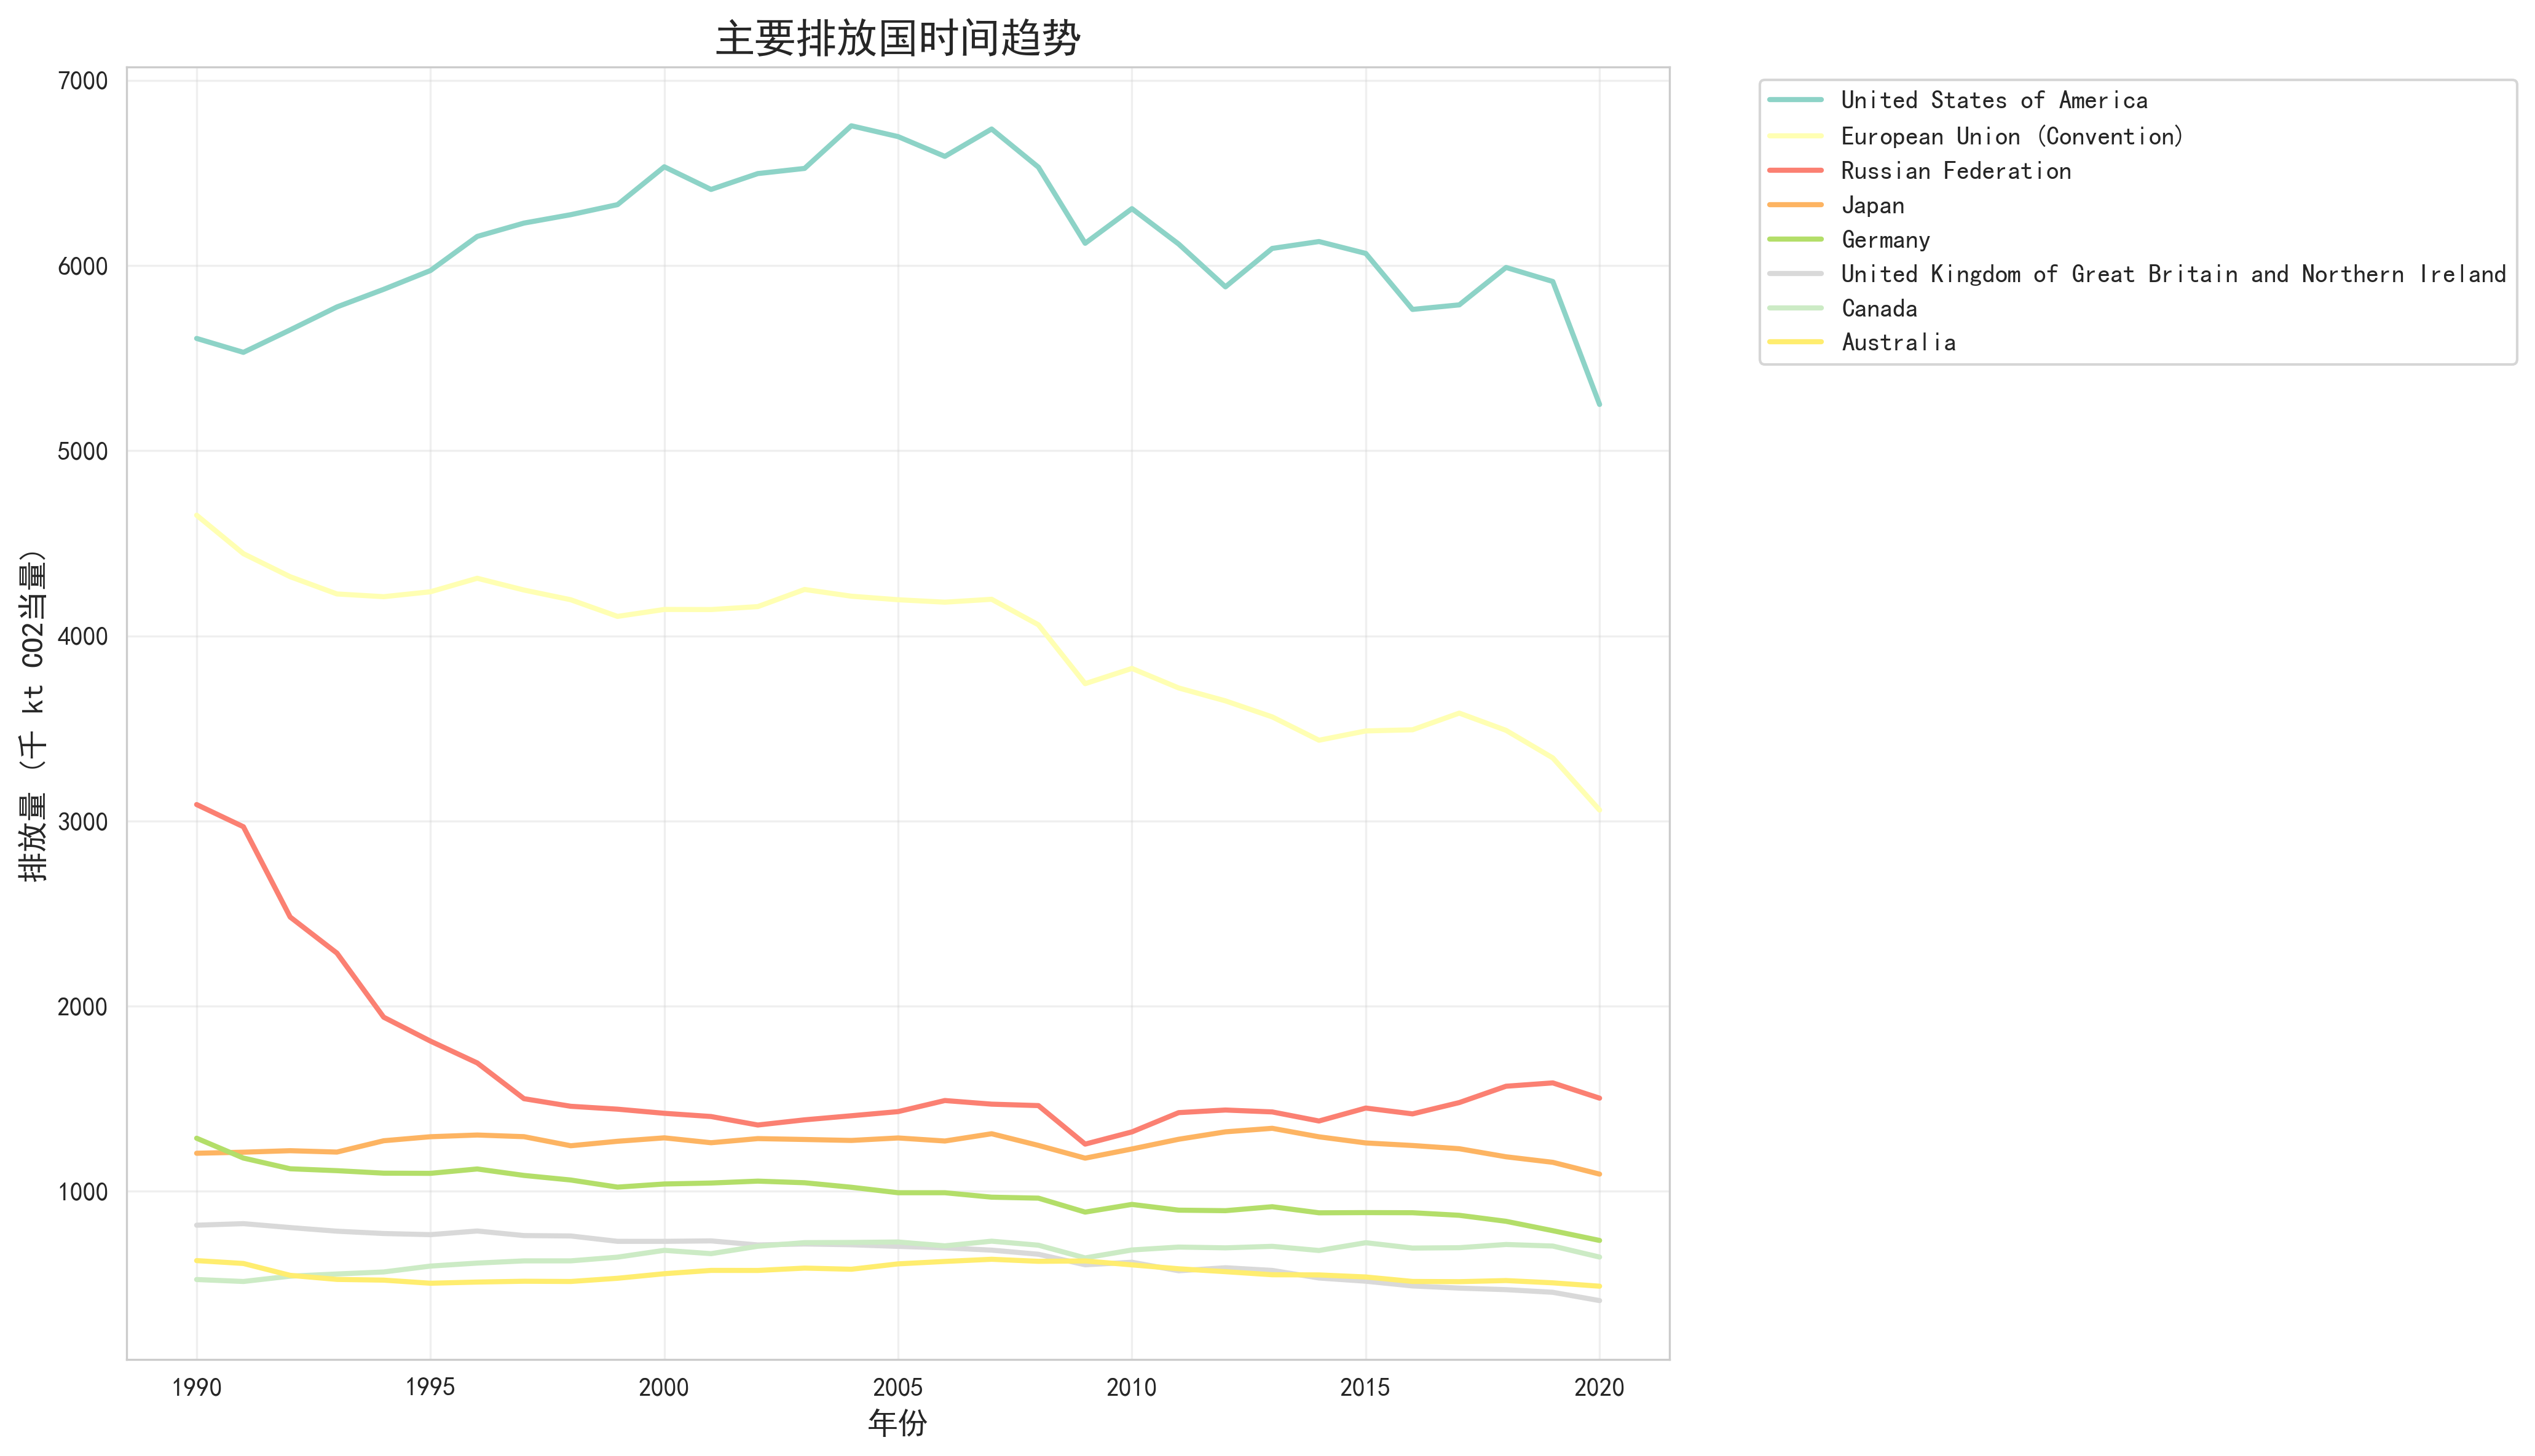 主要排放国时间趋势
排放量 (千 kt CO2当量)
7000
6000
5000
4000
3000
2000
1000
1990
1995
2000
2005
2010
2015
2020
年份
United States of America
European Union (Convention)
Russian Federation
Japan
Germany
United Kingdom of Great Britain and Northern Ireland
Canada
Australia